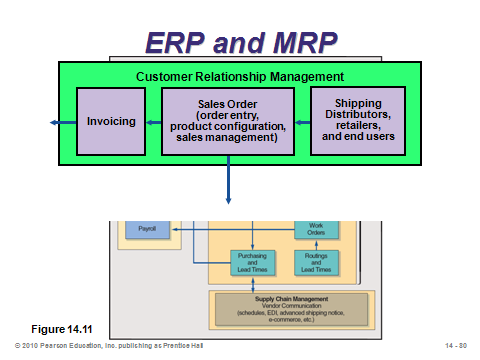 ERP and MRP
Customer Relationship Management
Invoicing
Sales Order
(order entry,
product configuration,
sales management)
Shipping
Distributors,
retailers,
and end users
Payroll
Work
Orders
Purchasing
and
Lead Times
Routings
and
Lead Times
Supply Chain Management
Vendor Communication
(schedules, EDI, advanced shipping notice,
e-commerce, etc.)
Figure 14.11
© 2010 Pearson Education, Inc. publishing as Prentice Hall
14 - 80